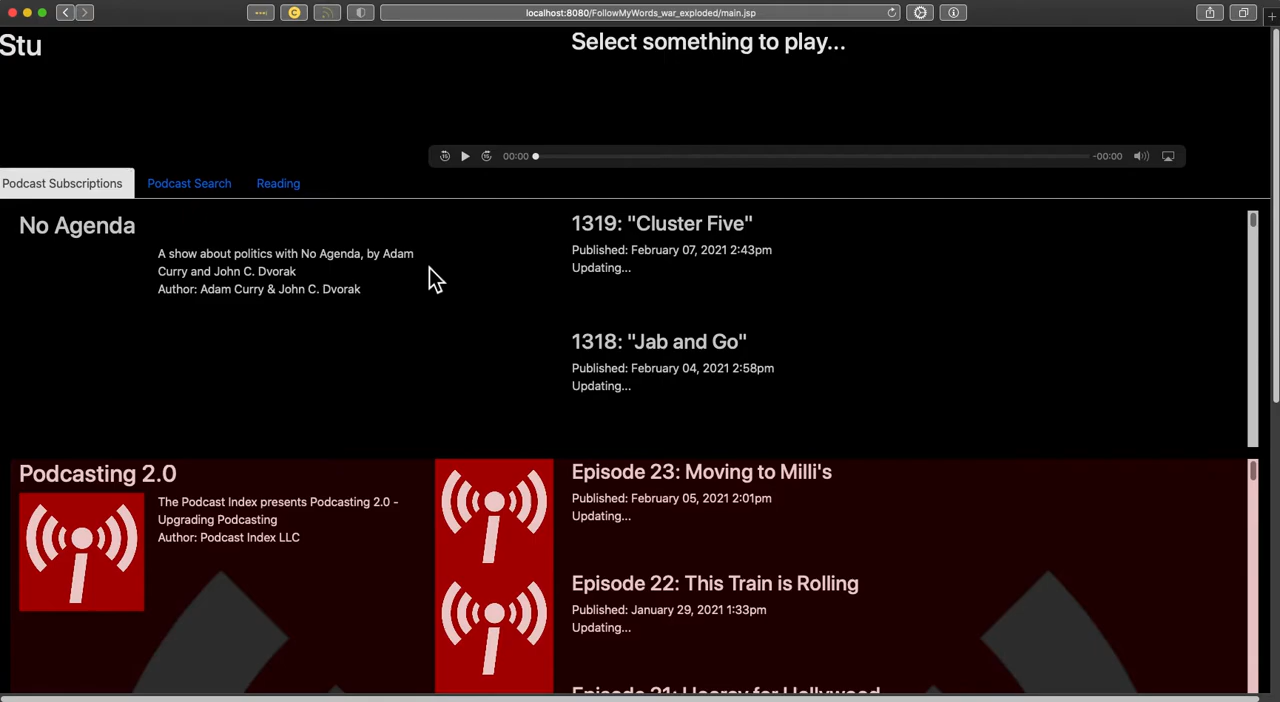 localhost:8080/FollowMyWords_war_exploded/main.jsp
Stu
Select something to play...
00:00
-00:00
Podcast Subscriptions
Podcast Search
Reading
No Agenda
A show about politics with No Agenda, by Adam
Curry and John C. Dvorak
Author: Adam Curry & John C. Dvorak
1319: "Cluster Five"
Published: February 07, 2021 2:43pm
Updating...
1318: "Jab and Go"
Published: February 04, 2021 2:58pm
Updating...
Podcasting 2.0
The Podcast Index presents Podcasting 2.0 -
Upgrading Podcasting
Author: Podcast Index LLC
Episode 23: Moving to Milli's
Published: February 05, 2021 2:01pm
Updating...
Episode 22: This Train is Rolling
Published: January 29, 2021 1:33pm
Updating...
Episode 21: Hooray for Hollywood